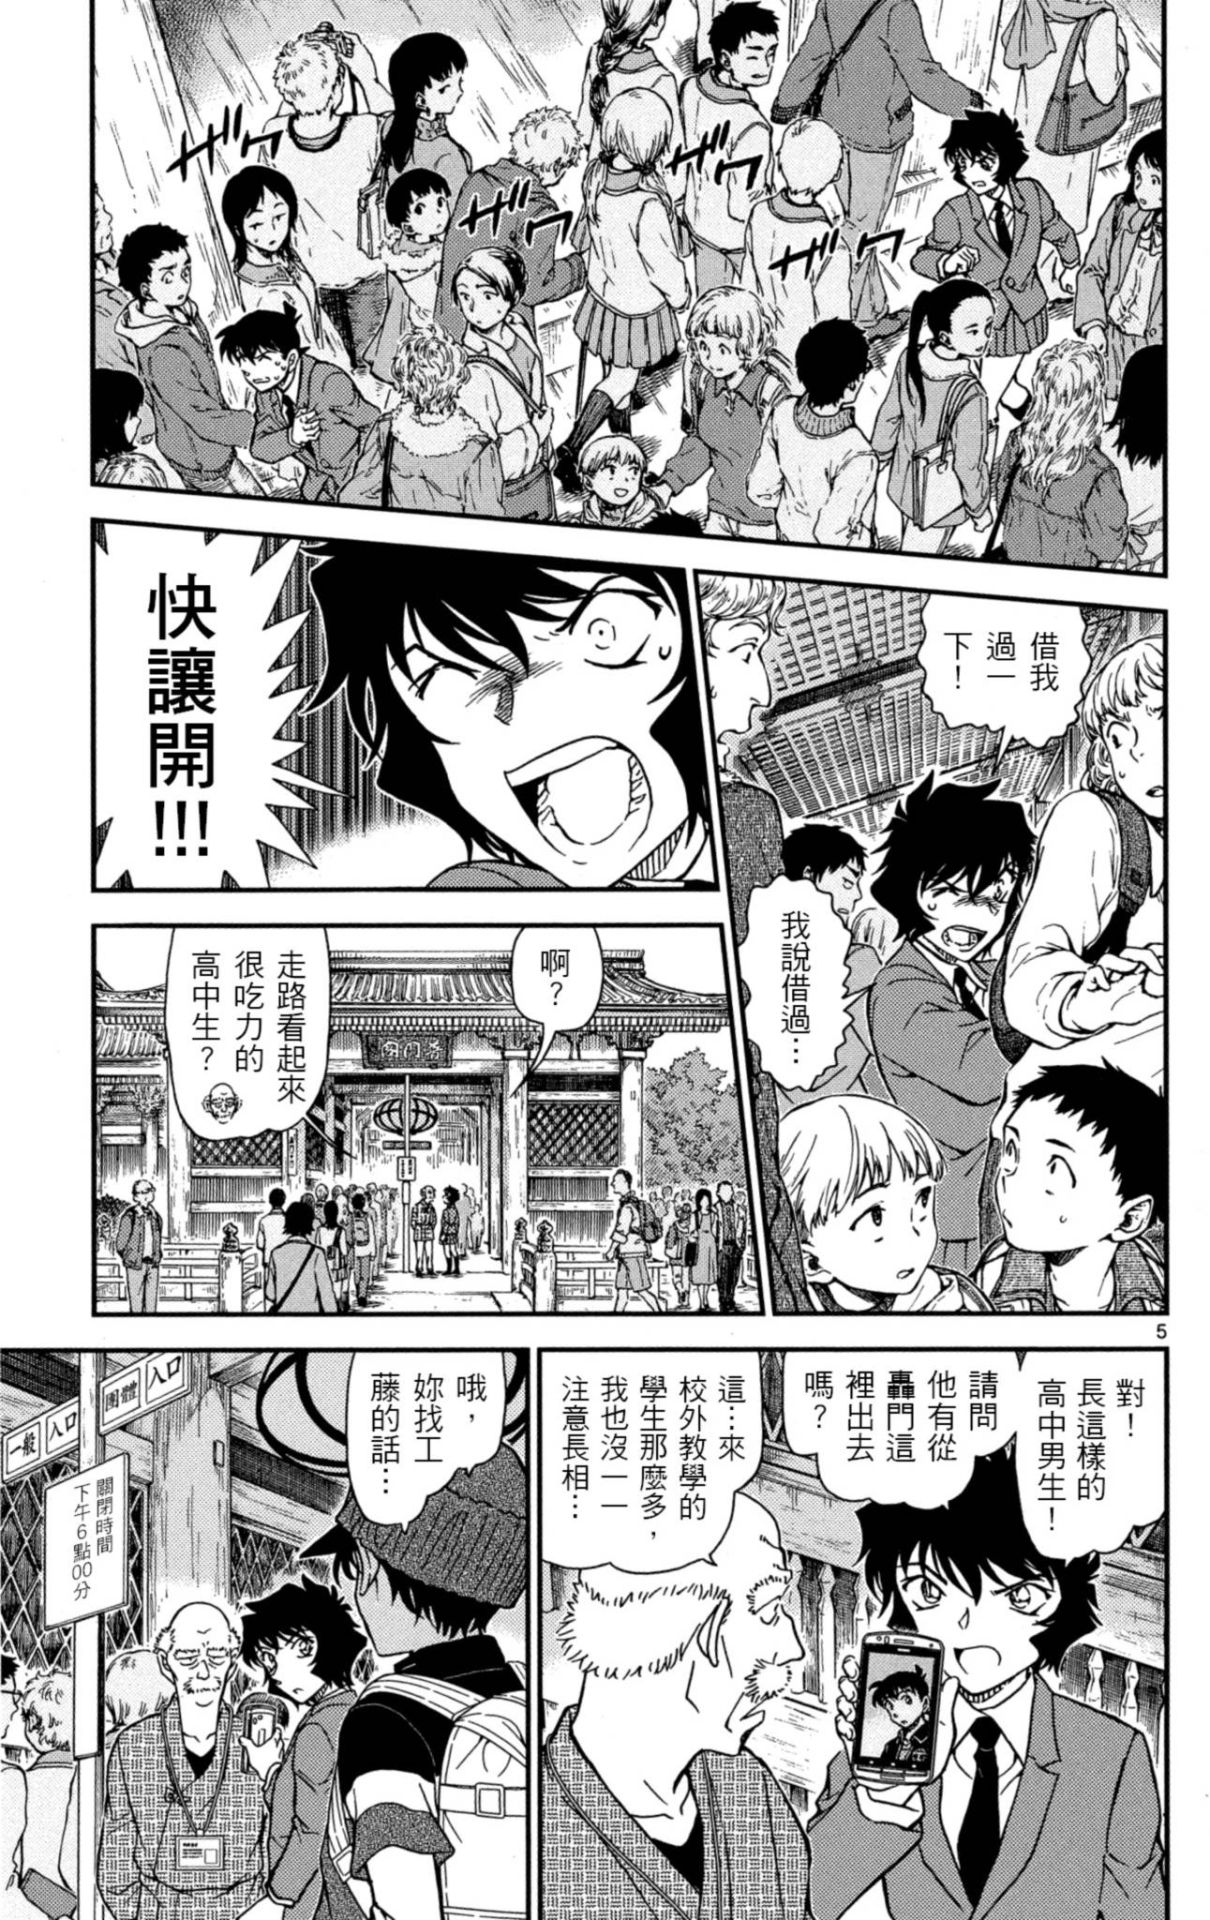 ザワ
ザワ
ザワ
ザワ
借我
過一
下！
我說借過…
快讓開!!!
啊？
走路看起來
很吃力的
高中生？
5
對！
長這樣的
高中男生！
請問
他有從
轟門這
裡出去
嗎？
這…來
校外教學的
學生那麼多，
我也沒一一
注意長相…
哦，
妳找工
藤的話…
入口
團體
入口
一般
關閉時間
下午6點00分